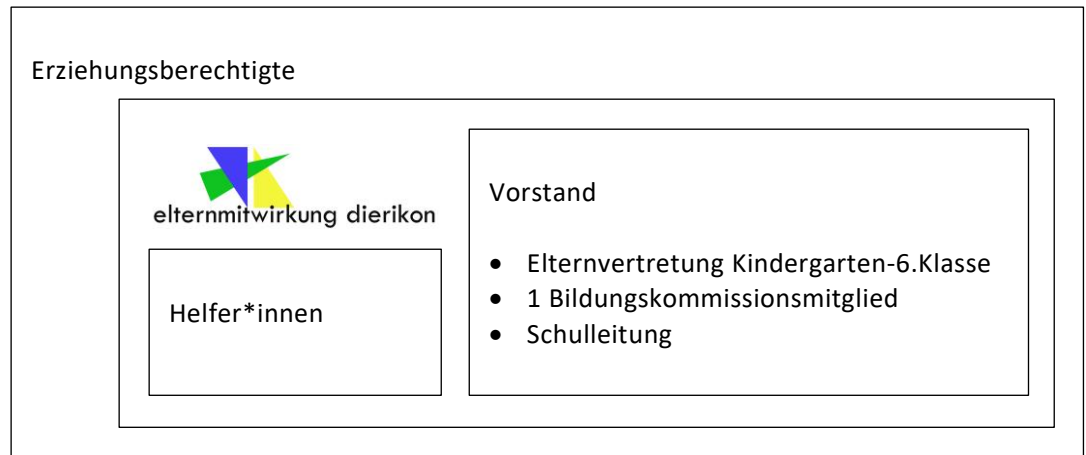 Erziehungsberechtigte
elternmitwirkung dierikon
Helfer*innen
Vorstand
• Elternvertretung Kindergarten-6.Klasse
• 1 Bildungskommissionsmitglied
• Schulleitung